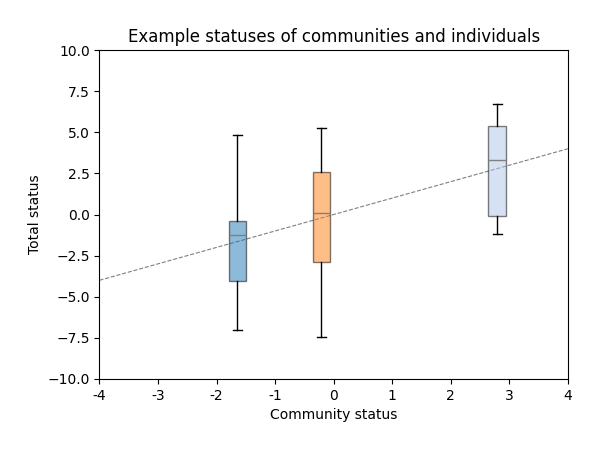 Example statuses of communities and individuals
10.0
7.5
5.0
2.5
0.0
−2.5
−5.0
−7.5
−10.0
Total status
-4 -3 -2 -1 0 1 2 3 4
Community status